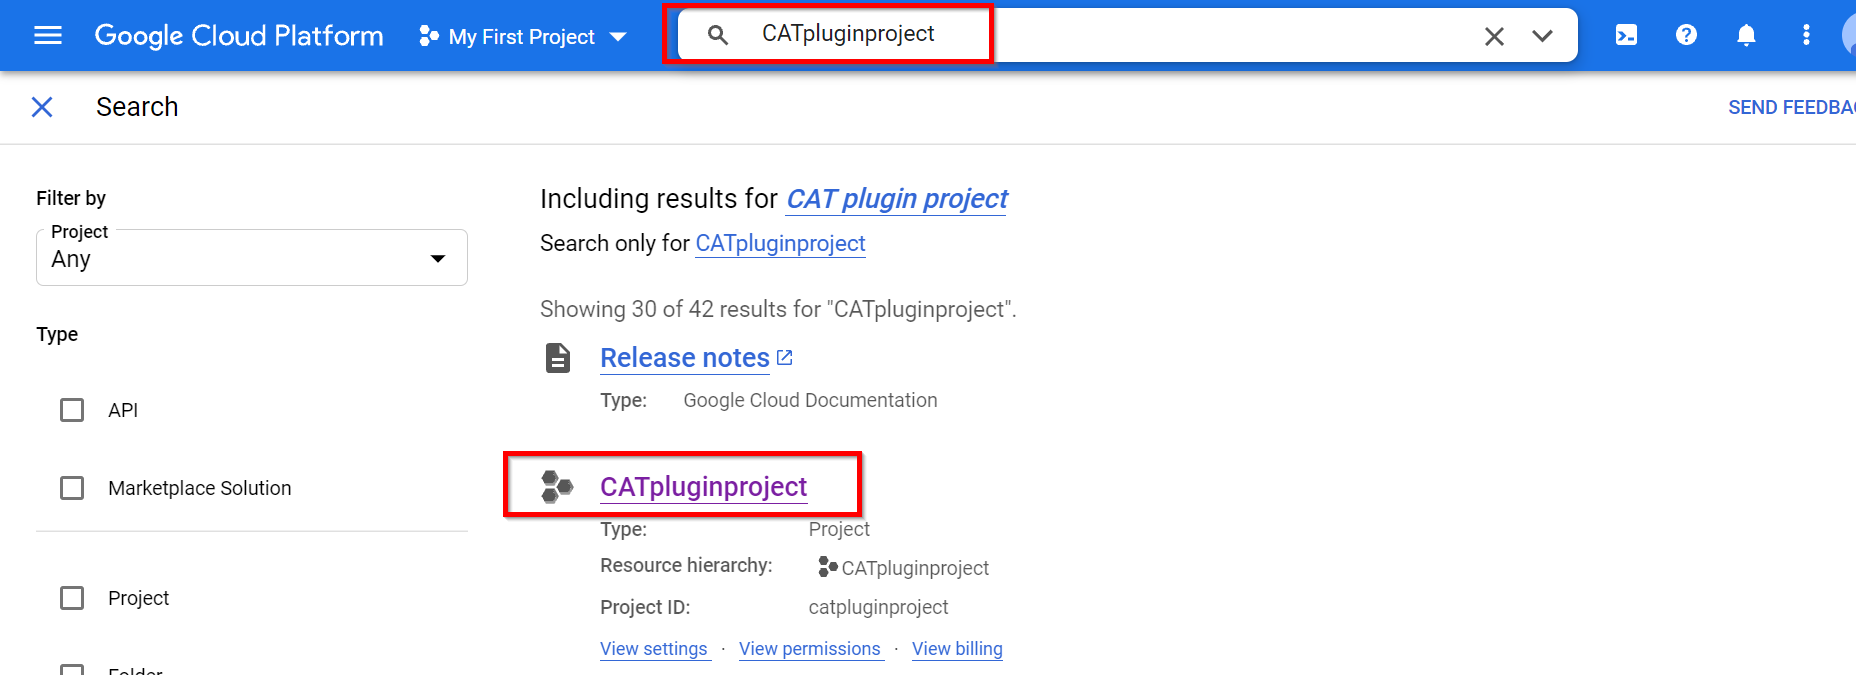 Google Cloud Platform
My First Project
CATpluginproject
Search
SEND FEEDBA
Filter by
Project
Any
Type
API
Marketplace Solution
Project
Folder
Including results for CAT plugin project
Search only for CATpluginproject
Showing 30 of 42 results for "CATpluginproject".
Release notes
Type: Google Cloud Documentation
CATpluginproject
Type: Project
Resource hierarchy: CATpluginproject
Project ID: catpluginproject
View settings · View permissions · View billing